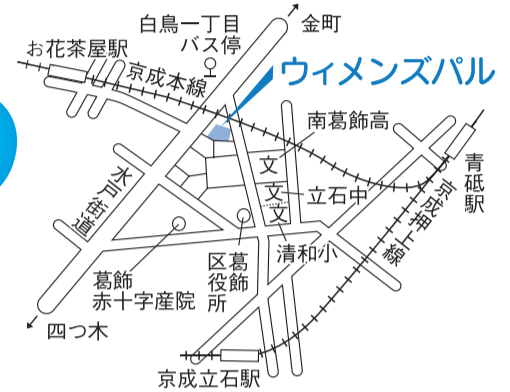 白鳥一丁目
バス停
金町
お花茶屋駅
京成本線
ウィメンズパル
南葛飾高
文
青砥駅
水戸街道
文
立石中
京成押上線
文
清和小
葛飾
赤十字産院
葛飾
区役所
四つ木
京成立石駅